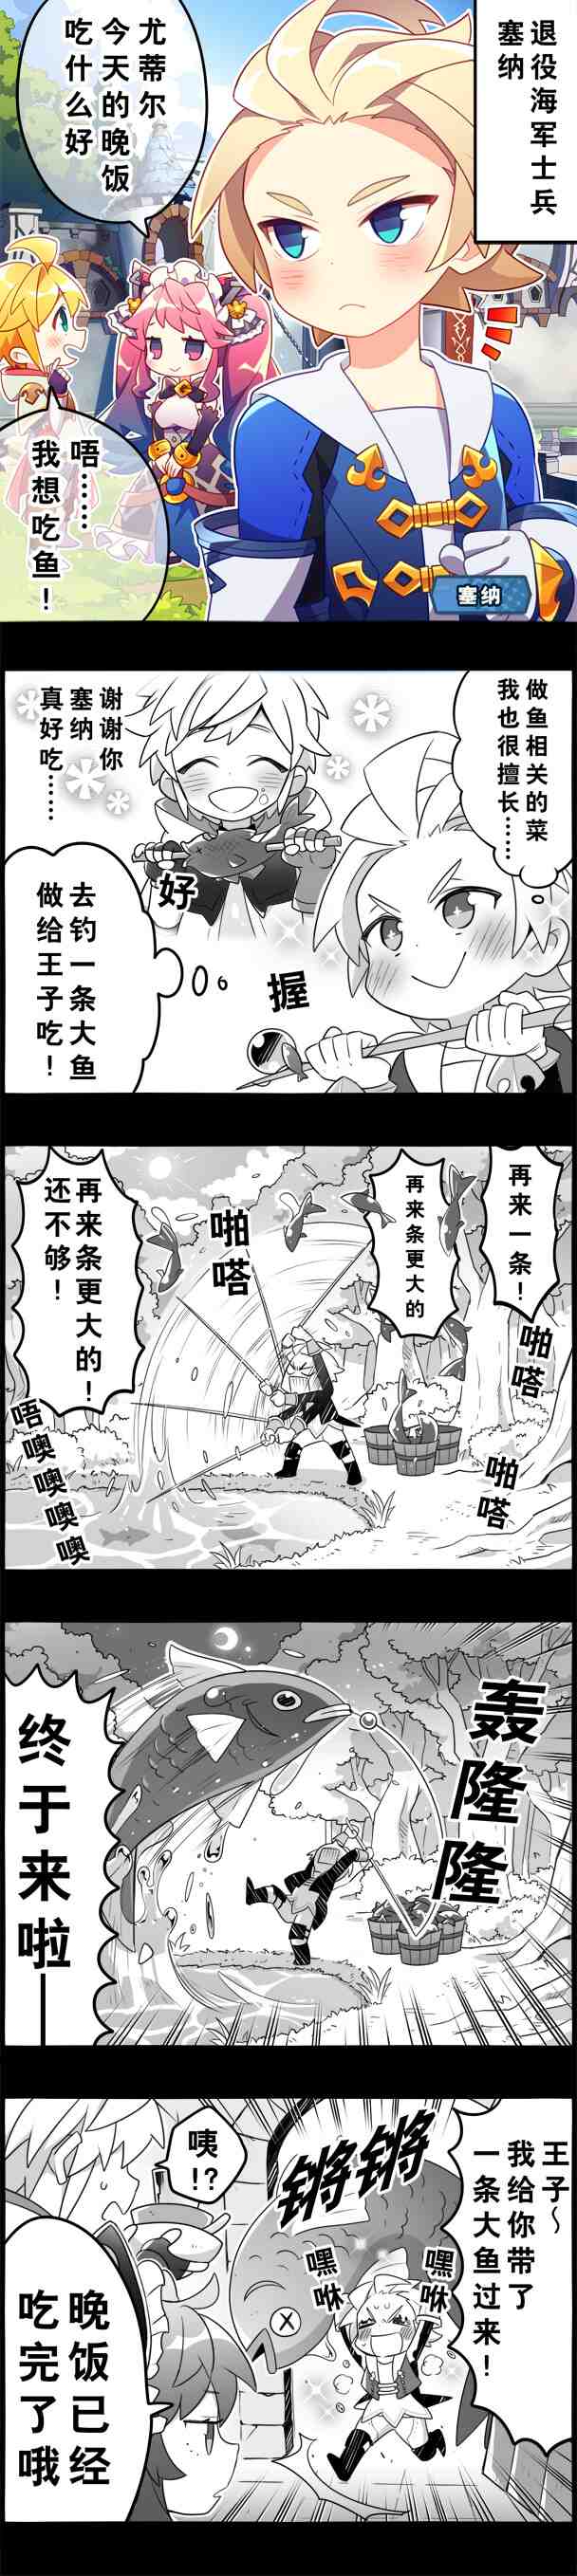 退役海军士兵
塞纳
尤蒂尔
今天的晚饭
吃什么好
唔……
我想吃鱼！
塞纳
做鱼相关的菜
我也很擅长……
谢谢你
塞纳
真好吃……
好
握
去钓一条大鱼
做给王子吃！
再来一条！
啪嗒
再来条更大的
啪嗒
啪嗒
再来条更大的！
还不够！
唔噢噢噢噢
轰隆隆
终于来啦——
王子～
我给你带了
一条大鱼过来！
锵锵
嘿咻
嘿咻
咦！？
晚饭已经
吃完了哦